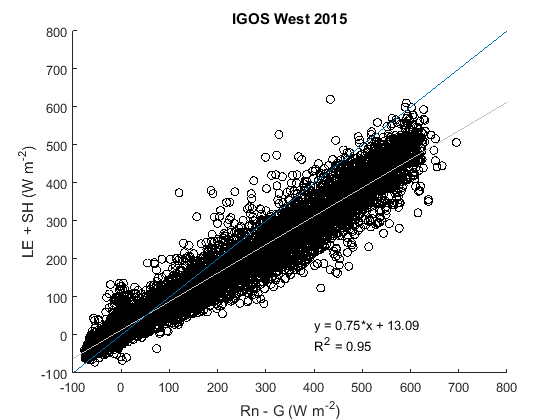 IGOS West 2015
800
700
600
500
400
300
200
100
0
-100
LE + SH (W m⁻²)
y = 0.75*x + 13.09
R² = 0.95
-100 0 100 200 300 400 500 600 700 800
Rn - G (W m⁻²)